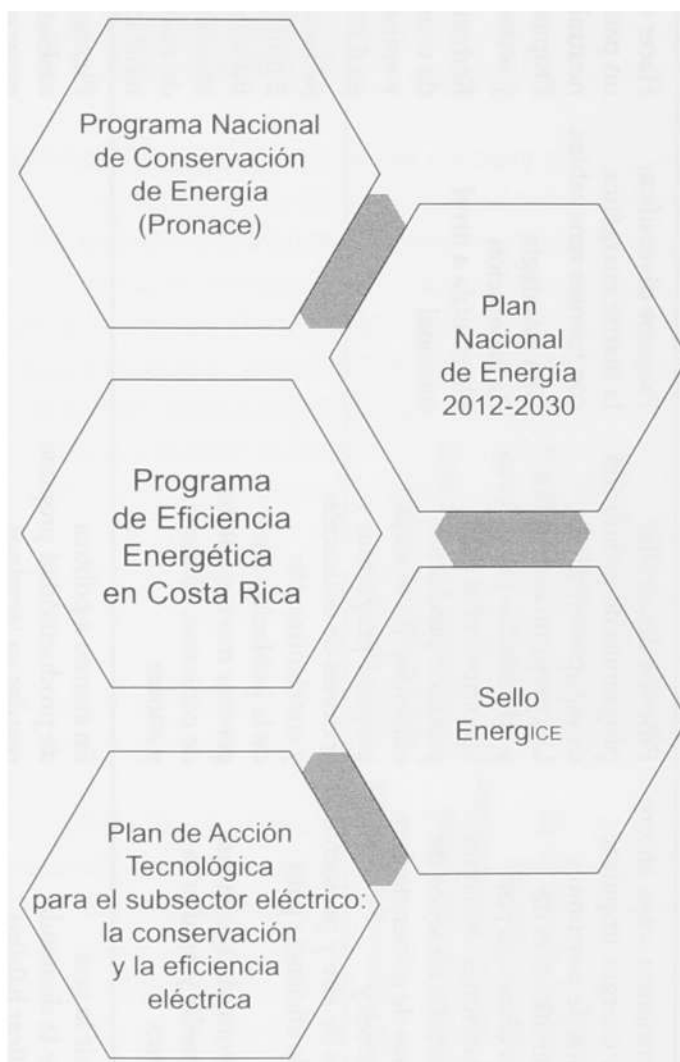 Programa Nacional
de Conservación
de Energía
(Pronace)
Plan
Nacional
de Energía
2012-2030
Programa
de Eficiencia
Energética
en Costa Rica
Sello
EnergICE
Plan de Acción
Tecnológica
para el subsector eléctrico:
la conservación
y la eficiencia
eléctrica